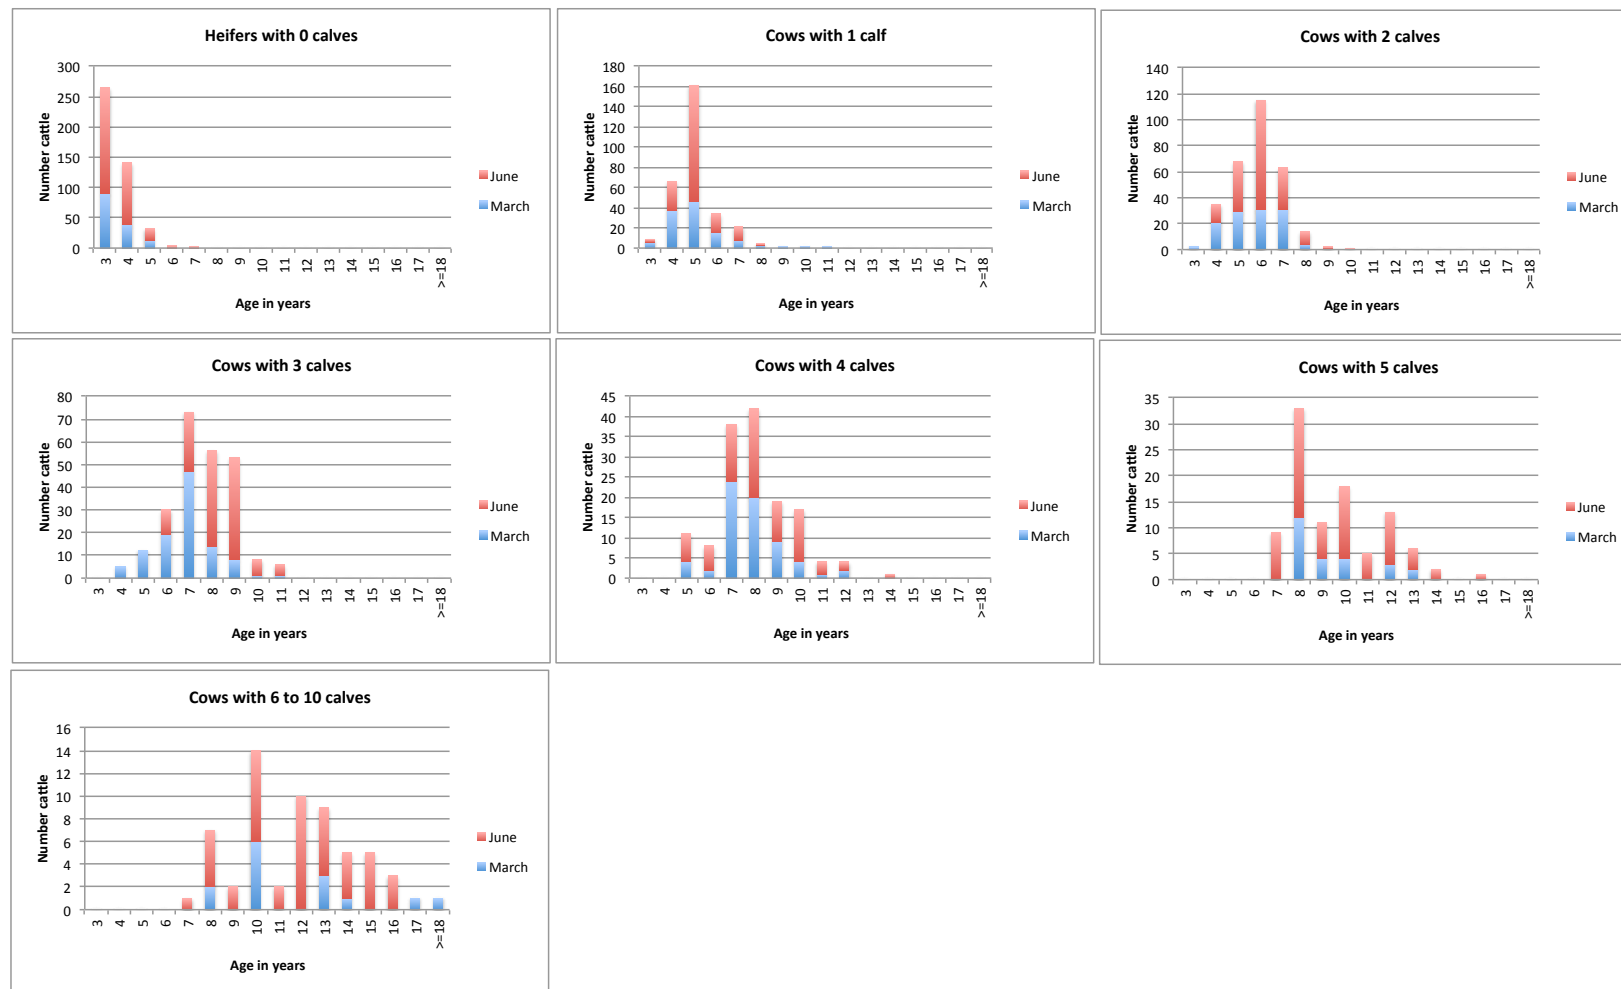 Heifers with 0 calves
Number cattle
300
250
200
150
100
50
0
3 4 5 6 7 8 9 10 11 12 13 14 15 16 17 >=18
Age in years
June
March
Cows with 1 calf
Number cattle
180
160
140
120
100
80
60
40
20
0
3 4 5 6 7 8 9 10 11 12 13 14 15 16 17 >=18
Age in years
June
March
Cows with 2 calves
Number cattle
140
120
100
80
60
40
20
0
3 4 5 6 7 8 9 10 11 12 13 14 15 16 17 >=18
Age in years
June
March
Cows with 3 calves
Number cattle
80
70
60
50
40
30
20
10
0
3 4 5 6 7 8 9 10 11 12 13 14 15 16 17 >=18
Age in years
June
March
Cows with 4 calves
Number cattle
45
40
35
30
25
20
15
10
5
0
3 4 5 6 7 8 9 10 11 12 13 14 15 16 17 >=18
Age in years
June
March
Cows with 5 calves
Number cattle
35
30
25
20
15
10
5
0
3 4 5 6 7 8 9 10 11 12 13 14 15 16 17 >=18
Age in years
June
March
Cows with 6 to 10 calves
Number cattle
16
14
12
10
8
6
4
2
0
3 4 5 6 7 8 9 10 11 12 13 14 15 16 17 >=18
Age in years
June
March